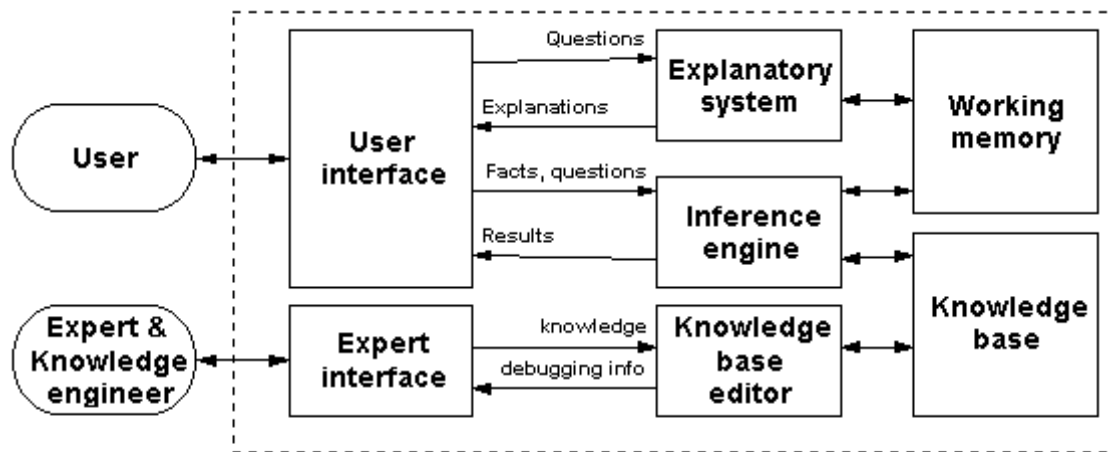 Questions
Explanatory
system
Explanations
Working
memory
User
User
interface
Facts, questions
Inference
engine
Results
Knowledge
base
Expert &
Knowledge
engineer
Expert
interface
knowledge
debugging info
Knowledge
base
editor